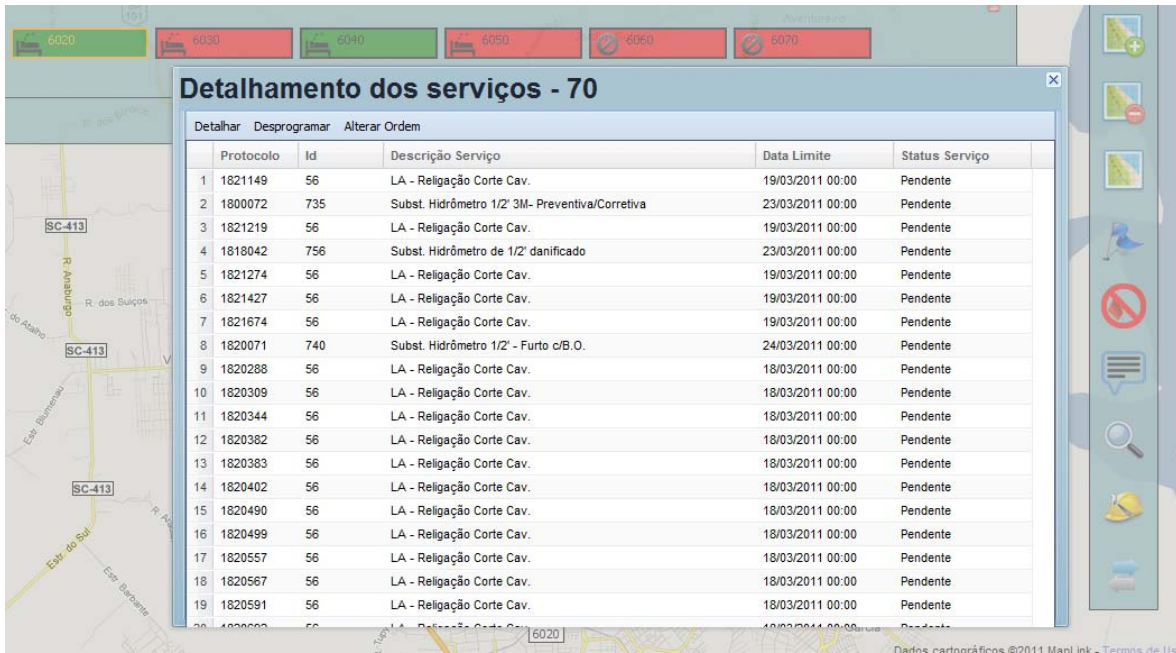 101
Aventureiro
6020 6030 6040 6050 6060 6070
Detalhamento dos serviços - 70
Detalhar Desprogramar Alterar Ordem
Protocolo Id Descrição Serviço Data Limite Status Serviço
1 1821149 56 LA - Religação Corte Cav. 19/03/2011 00:00 Pendente
2 1800072 735 Subst. Hidrômetro 1/2' 3M- Preventiva/Corretiva 23/03/2011 00:00 Pendente
3 1821219 56 LA - Religação Corte Cav. 19/03/2011 00:00 Pendente
4 1818042 756 Subst. Hidrômetro de 1/2' danificado 23/03/2011 00:00 Pendente
5 1821274 56 LA - Religação Corte Cav. 19/03/2011 00:00 Pendente
6 1821427 56 LA - Religação Corte Cav. 19/03/2011 00:00 Pendente
7 1821674 56 LA - Religação Corte Cav. 19/03/2011 00:00 Pendente
8 1820071 740 Subst. Hidrômetro 1/2' - Furto c/B.O. 24/03/2011 00:00 Pendente
9 1820288 56 LA - Religação Corte Cav. 18/03/2011 00:00 Pendente
10 1820309 56 LA - Religação Corte Cav. 18/03/2011 00:00 Pendente
11 1820344 56 LA - Religação Corte Cav. 18/03/2011 00:00 Pendente
12 1820382 56 LA - Religação Corte Cav. 18/03/2011 00:00 Pendente
13 1820383 56 LA - Religação Corte Cav. 18/03/2011 00:00 Pendente
14 1820402 56 LA - Religação Corte Cav. 18/03/2011 00:00 Pendente
15 1820490 56 LA - Religação Corte Cav. 18/03/2011 00:00 Pendente
16 1820499 56 LA - Religação Corte Cav. 18/03/2011 00:00 Pendente
17 1820557 56 LA - Religação Corte Cav. 18/03/2011 00:00 Pendente
18 1820567 56 LA - Religação Corte Cav. 18/03/2011 00:00 Pendente
19 1820591 56 LA - Religação Corte Cav. 18/03/2011 00:00 Pendente
SC-413
R. Anaburgo
R. dos Suiços
do Atalho
SC-413
Estr. Blumenau
SC-413
Estr. do Sul
Estr. Barbante
6020
Garcia
Dados cartográficos ©2011 MapLink - Termos de Us